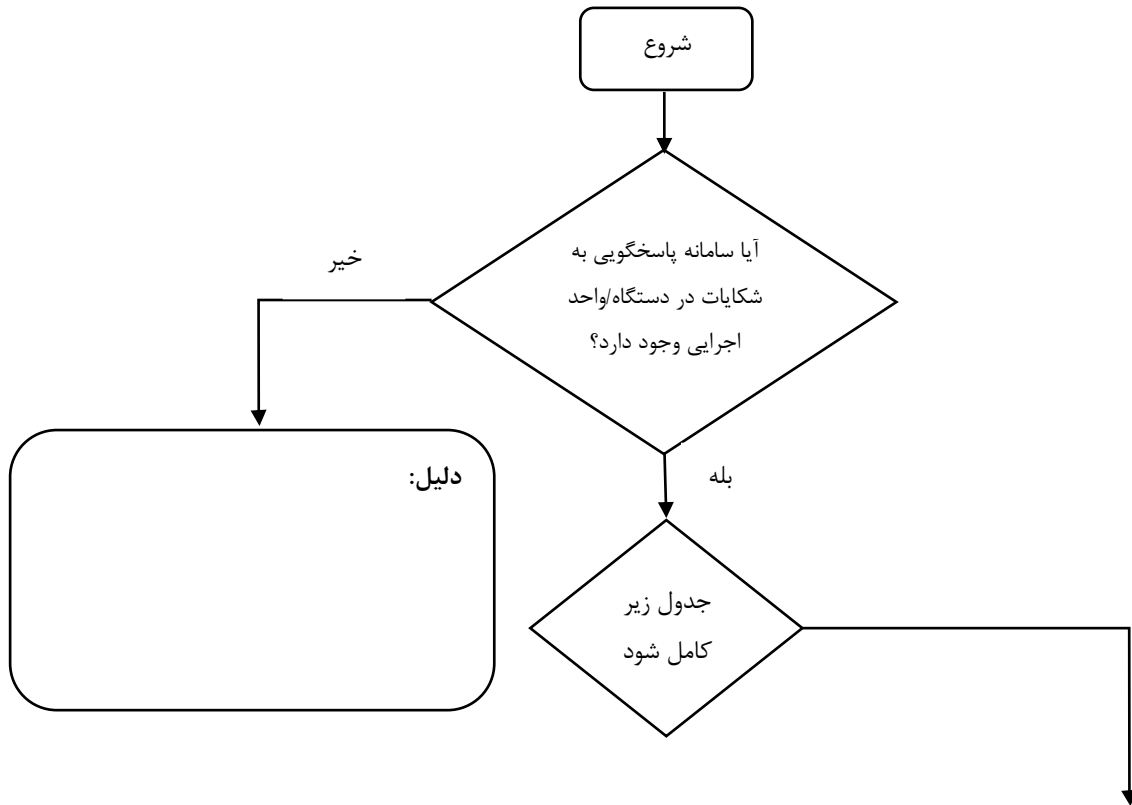 شروع
آیا سامانه پاسخگویی به
شکایات در دستگاه/واحد
اجرایی وجود دارد؟
خیر
بله
دلیل:
جدول زیر
کامل شود